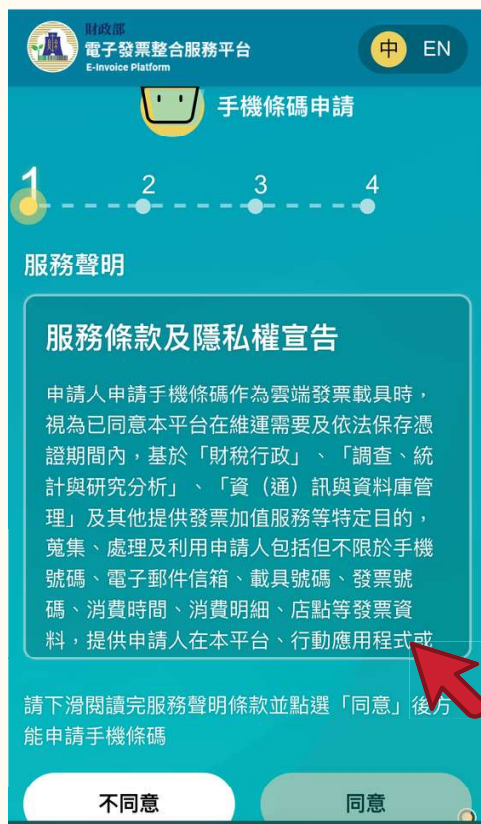 財政部
電子發票整合服務平台
E-Invoice Platform
中 EN
手機條碼申請
1 2 3 4
服務聲明
服務條款及隱私權宣告
申請人申請手機條碼作為雲端發票載具時，
視為已同意本平台在維運需要及依法保存憑
證期間內，基於「財稅行政」、「調查、統
計與研究分析」、「資（通）訊與資料庫管
理」及其他提供發票加值服務等特定目的，
蒐集、處理及利用申請人包括但不限於手機
號碼、電子郵件信箱、載具號碼、發票號
碼、消費時間、消費明細、店點等發票資
料，提供申請人在本平台、行動應用程式或
請下滑閱讀完服務聲明條款並點選「同意」後方
能申請手機條碼
不同意 同意